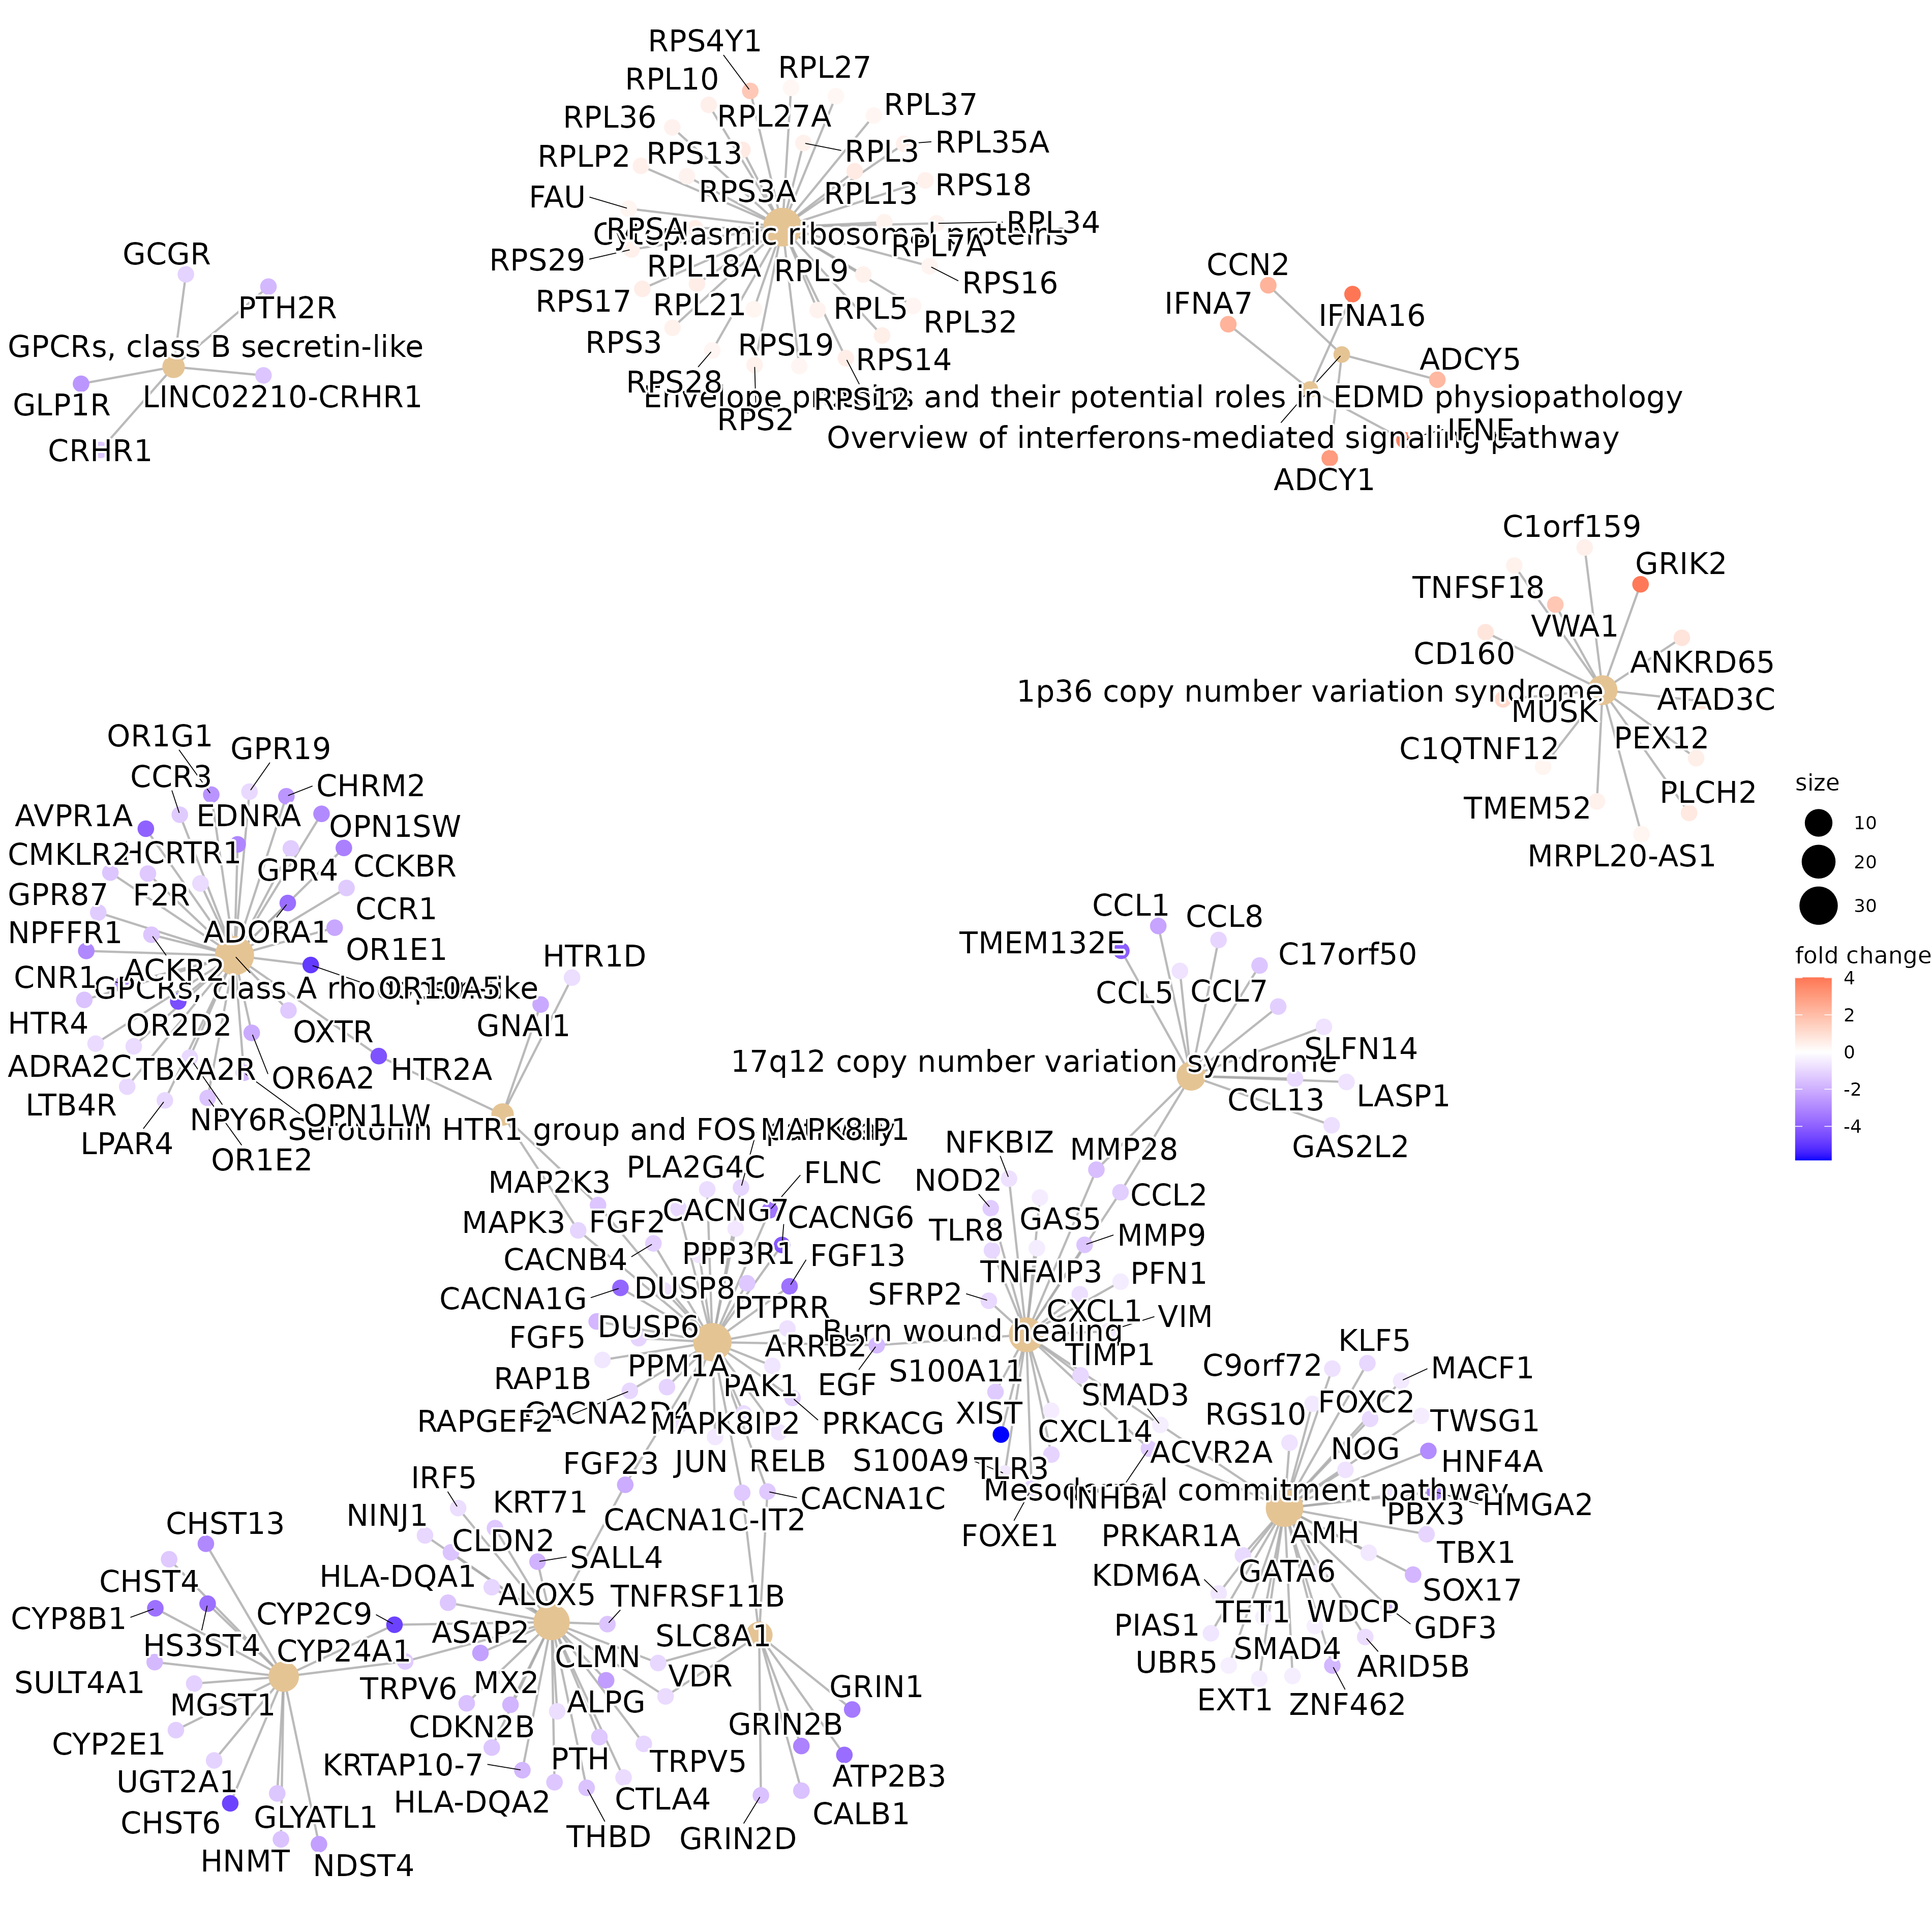 RPS4Y1
RPL10
RPL27
RPL36
RPL27A
RPL37
RPLP2
RPS13
RPL3
RPL35A
FAU
RPS3A
RPL13
RPS18
RPSA
RPL34
Cytoplasmic ribosomal proteins
RPL7A
RPS29
RPL18A
RPL9
RPS16
RPS17
RPL21
RPL5
RPL32
RPS3
RPS19
RPS14
RPS28
RPS12
RPS2
GCGR
PTH2R
GPCRs, class B secretin-like
GLP1R
LINC02210-CRHR1
CRHR1
CCN2
IFNA7
IFNA16
ADCY5
Envelope proteins and their potential roles in EDMD physiopathology
IFNE
Overview of interferons-mediated signaling pathway
ADCY1
C1orf159
GRIK2
TNFSF18
VWA1
CD160
ANKRD65
1p36 copy number variation syndrome
ATAD3C
MUSK
C1QTNF12
PEX12
TMEM52
PLCH2
MRPL20-AS1
OR1G1
GPR19
CCR3
CHRM2
AVPR1A
EDNRA
OPN1SW
CMKLR2
HCRTR1
GPR4
CCKBR
GPR87
F2R
CCR1
NPFFR1
ADORA1
OR1E1
CNR1
ACKR2
GPCRs, class A rhodopsin-like
OR10A5
HTR4
OR2D2
OXTR
ADRA2C
TBXA2R
OR6A2
HTR2A
LTB4R
NPY6R
OPN1LW
LPAR4
OR1E2
HTR1D
GNAI1
Serotonin HTR1 group and FOS pathway
MAPK8IP1
CCL1
CCL8
TMEM132E
C17orf50
CCL5
CCL7
17q12 copy number variation syndrome
SLFN14
CCL13
LASP1
GAS2L2
MMP28
CCL2
NFKBIZ
NOD2
TLR8
GAS5
MMP9
TNFAIP3
PFN1
SFRP2
CXCL1
VIM
Burn wound healing
TIMP1
S100A11
SMAD3
XIST
CXCL14
S100A9
TLR3
ACVR2A
INHBA
FOXE1
MAP2K3
PLA2G4C
FLNC
MAPK3
FGF2
CACNG7
CACNG6
CACNB4
PPP3R1
FGF13
CACNA1G
DUSP8
PTPRR
FGF5
DUSP6
ARRB2
RAP1B
PPM1A
PAK1
EGF
RAPGEF2
CACNA2D4
MAPK8IP2
PRKACG
FGF23
JUN
RELB
CACNA1C
CACNA1C-IT2
C9orf72
KLF5
MACF1
RGS10
FOXC2
TWSG1
NOG
HNF4A
Mesodermal commitment pathway
PBX3
HMGA2
PRKAR1A
AMH
TBX1
KDM6A
GATA6
SOX17
PIAS1
TET1
WDCP
GDF3
UBR5
SMAD4
ARID5B
EXT1
ZNF462
IRF5
NINJ1
KRT71
CLDN2
SALL4
HLA-DQA1
ALOX5
TNFRSF11B
CYP2C9
ASAP2
SLC8A1
CYP24A1
CLMN
VDR
TRPV6
MX2
ALPG
CDKN2B
KRTAP10-7
PTH
TRPV5
HLA-DQA2
CTLA4
THBD
GRIN2D
GRIN1
GRIN2B
ATP2B3
CALB1
CHST13
CHST4
CYP8B1
HS3ST4
SULT4A1
MGST1
CYP2E1
UGT2A1
CHST6
GLYATL1
HNMT
NDST4
size
10
20
30
fold change
4
2
0
-2
-4